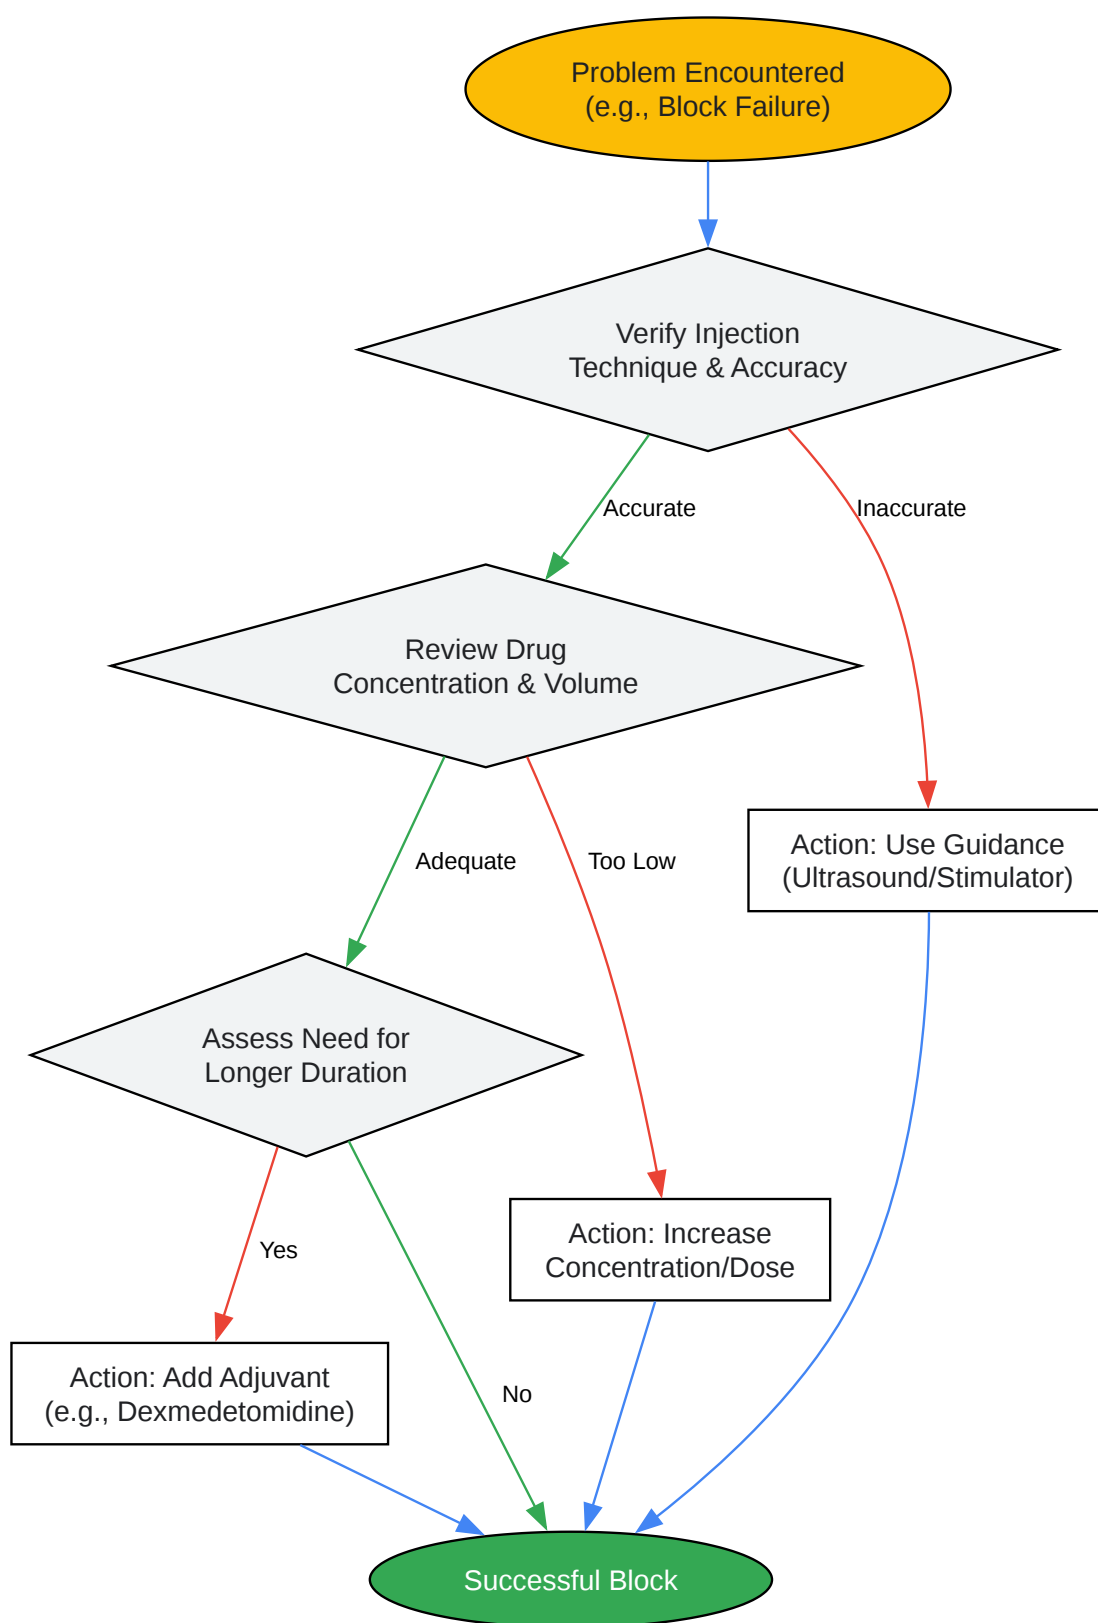 Problem Encountered
(e.g., Block Failure)
Verify Injection
Technique & Accuracy
Accurate
Inaccurate
Review Drug
Concentration & Volume
Adequate
Too Low
Action: Use Guidance
(Ultrasound/Stimulator)
Assess Need for
Longer Duration
Yes
Action: Increase
Concentration/Dose
Action: Add Adjuvant
(e.g., Dexmedetomidine)
No
Successful Block